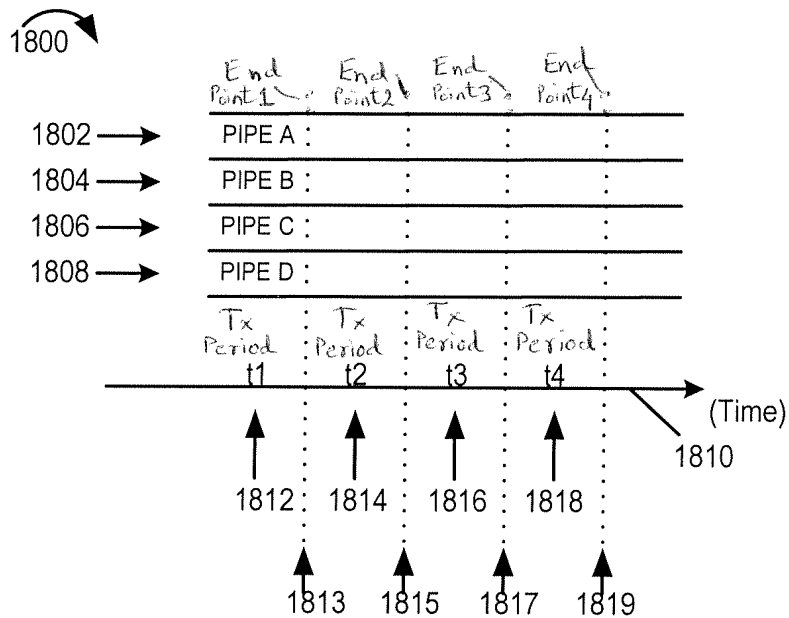 1800
End Point1
End Point2
End Point3
End Point4
1802 PIPE A
1804 PIPE B
1806 PIPE C
1808 PIPE D
Tx Period
Tx Period
Tx Period
Tx Period
t1 t2 t3 t4
(Time)
1810
1812 1814 1816 1818
1813 1815 1817 1819